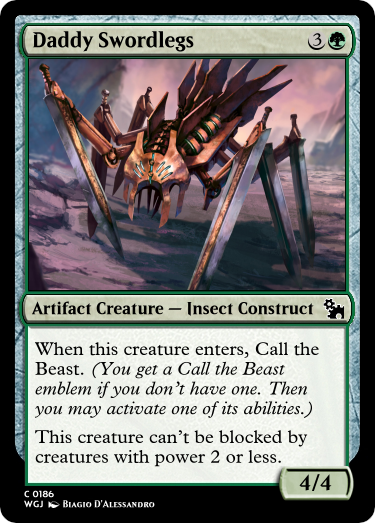 Daddy Swordlegs 3
Artifact Creature — Insect Construct
When this creature enters, Call the
Beast. (You get a Call the Beast
emblem if you don't have one. Then
you may activate one of its abilities.)
This creature can't be blocked by
creatures with power 2 or less.
4/4
C 0186
WGJ Biagio D'Alessandro